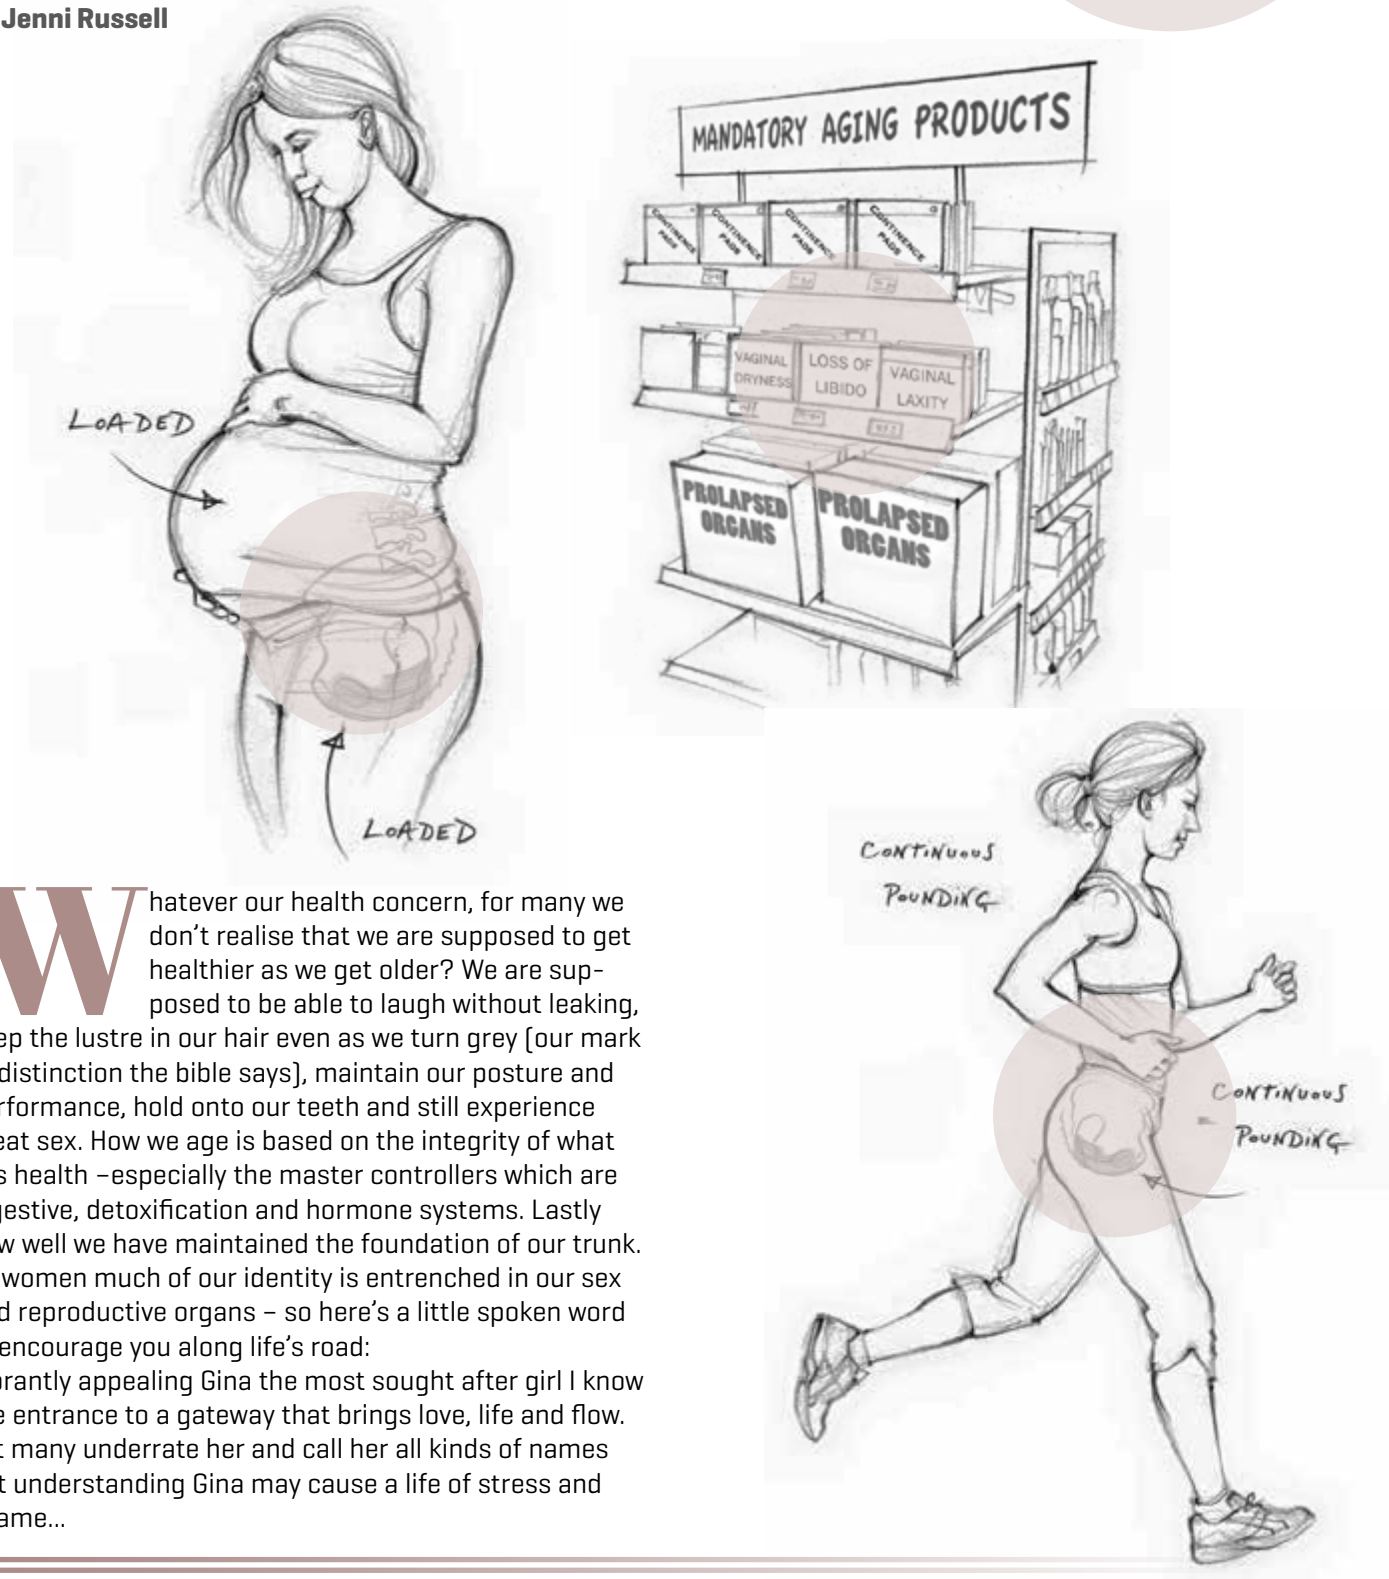 Jenni Russell
MANDATORY AGING PRODUCTS
CONTINENCE
PADS
CONTINENCE
PADS
CONTINENCE
PADS
CONTINENCE
PADS
VAGINAL
DRYNESS
LOSS OF
LIBIDO
VAGINAL
LAXITY
PROLAPSED
ORGANS
PROLAPSED
ORGANS
LOADED
LOADED
CONTINUOUS
POUNDING
CONTINUOUS
POUNDING
Whatever our health concern, for many we
don't realise that we are supposed to get
healthier as we get older? We are sup-
posed to be able to laugh without leaking,
ep the lustre in our hair even as we turn grey (our mark
distinction the bible says), maintain our posture and
rformance, hold onto our teeth and still experience
eat sex. How we age is based on the integrity of what
s health –especially the master controllers which are
gestive, detoxification and hormone systems. Lastly
w well we have maintained the foundation of our trunk.
women much of our identity is entrenched in our sex
d reproductive organs – so here's a little spoken word
encourage you along life's road:
brantly appealing Gina the most sought after girl I know
e entrance to a gateway that brings love, life and flow.
t many underrate her and call her all kinds of names
t understanding Gina may cause a life of stress and
ame...